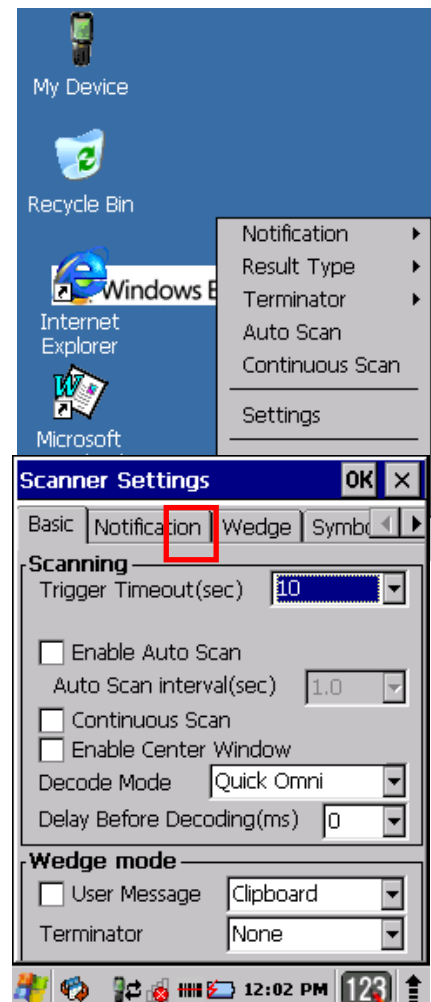 My Device
Recycle Bin
Windows E
Internet
Explorer
Microsoft
Notification
Result Type
Terminator
Auto Scan
Continuous Scan
Settings
Scanner Settings OK ×
Basic Notification Wedge Symbo
Scanning
Trigger Timeout(sec) 10
Enable Auto Scan
Auto Scan interval(sec) 1.0
Continuous Scan
Enable Center Window
Decode Mode Quick Omni
Delay Before Decoding(ms) 0
Wedge mode
User Message Clipboard
Terminator None
12:02 PM 123